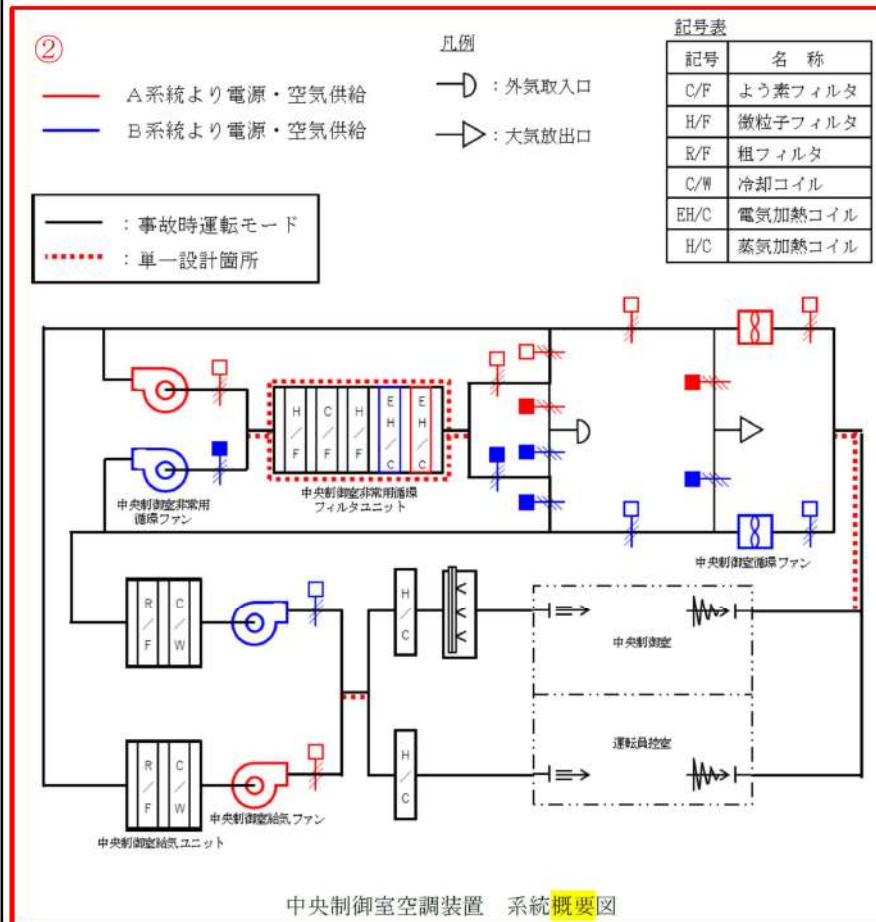 ②
A系統より電源・空気供給
B系統より電源・空気供給
凡例
：外気取入口
：大気放出口
記号表
記号 名 称
C/F よう素フィルタ
H/F 微粒子フィルタ
R/F 粗フィルタ
C/W 冷却コイル
EH/C 電気加熱コイル
H/C 蒸気加熱コイル
：事故時運転モード
：単一設計箇所
H/F
C/F
H/F
EH/C
EH/C
中央制御室非常用
循環ファン
中央制御室非常用循環
フィルタユニット
中央制御室循環ファン
R/F
C/W
H/C
中央制御室
運転員控室
R/F
C/W
H/C
中央制御室給気ファン
中央制御室給気ユニット
中央制御室空調装置 系統概要図